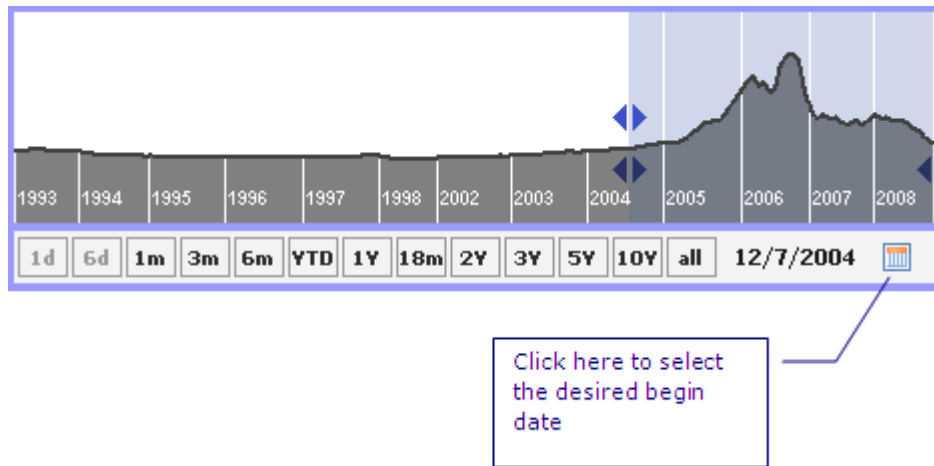 1993 1994 1995 1996 1997 1998 2002 2003 2004 2005 2006 2007 2008
1d 6d 1m 3m 6m YTD 1Y 18m 2Y 3Y 5Y 10Y all 12/7/2004
Click here to select
the desired begin
date